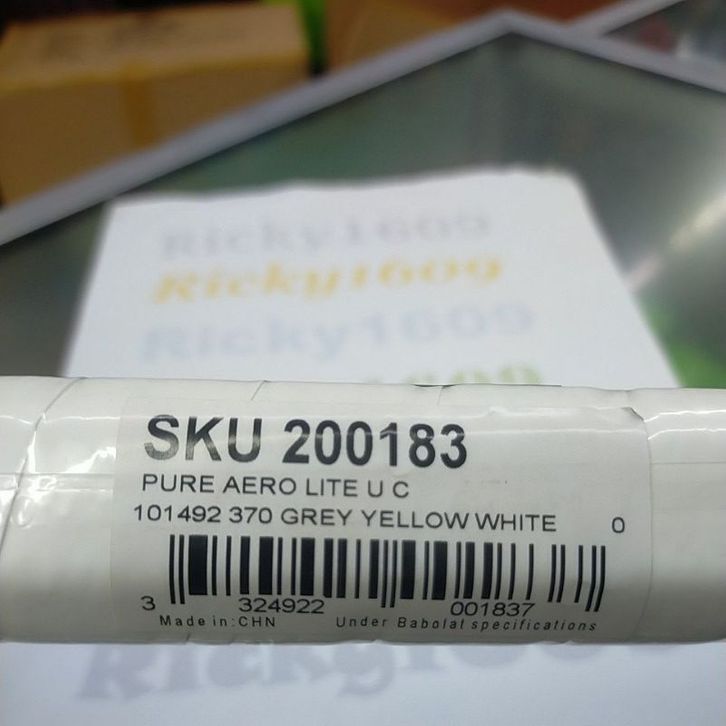 Ricky1609
Ricky1609
Ricky1609
SKU 200183
PURE AERO LITE U C
101492 370 GREY YELLOW WHITE 0
3 324922 001837
Made in:CHN Under Babolat specifications